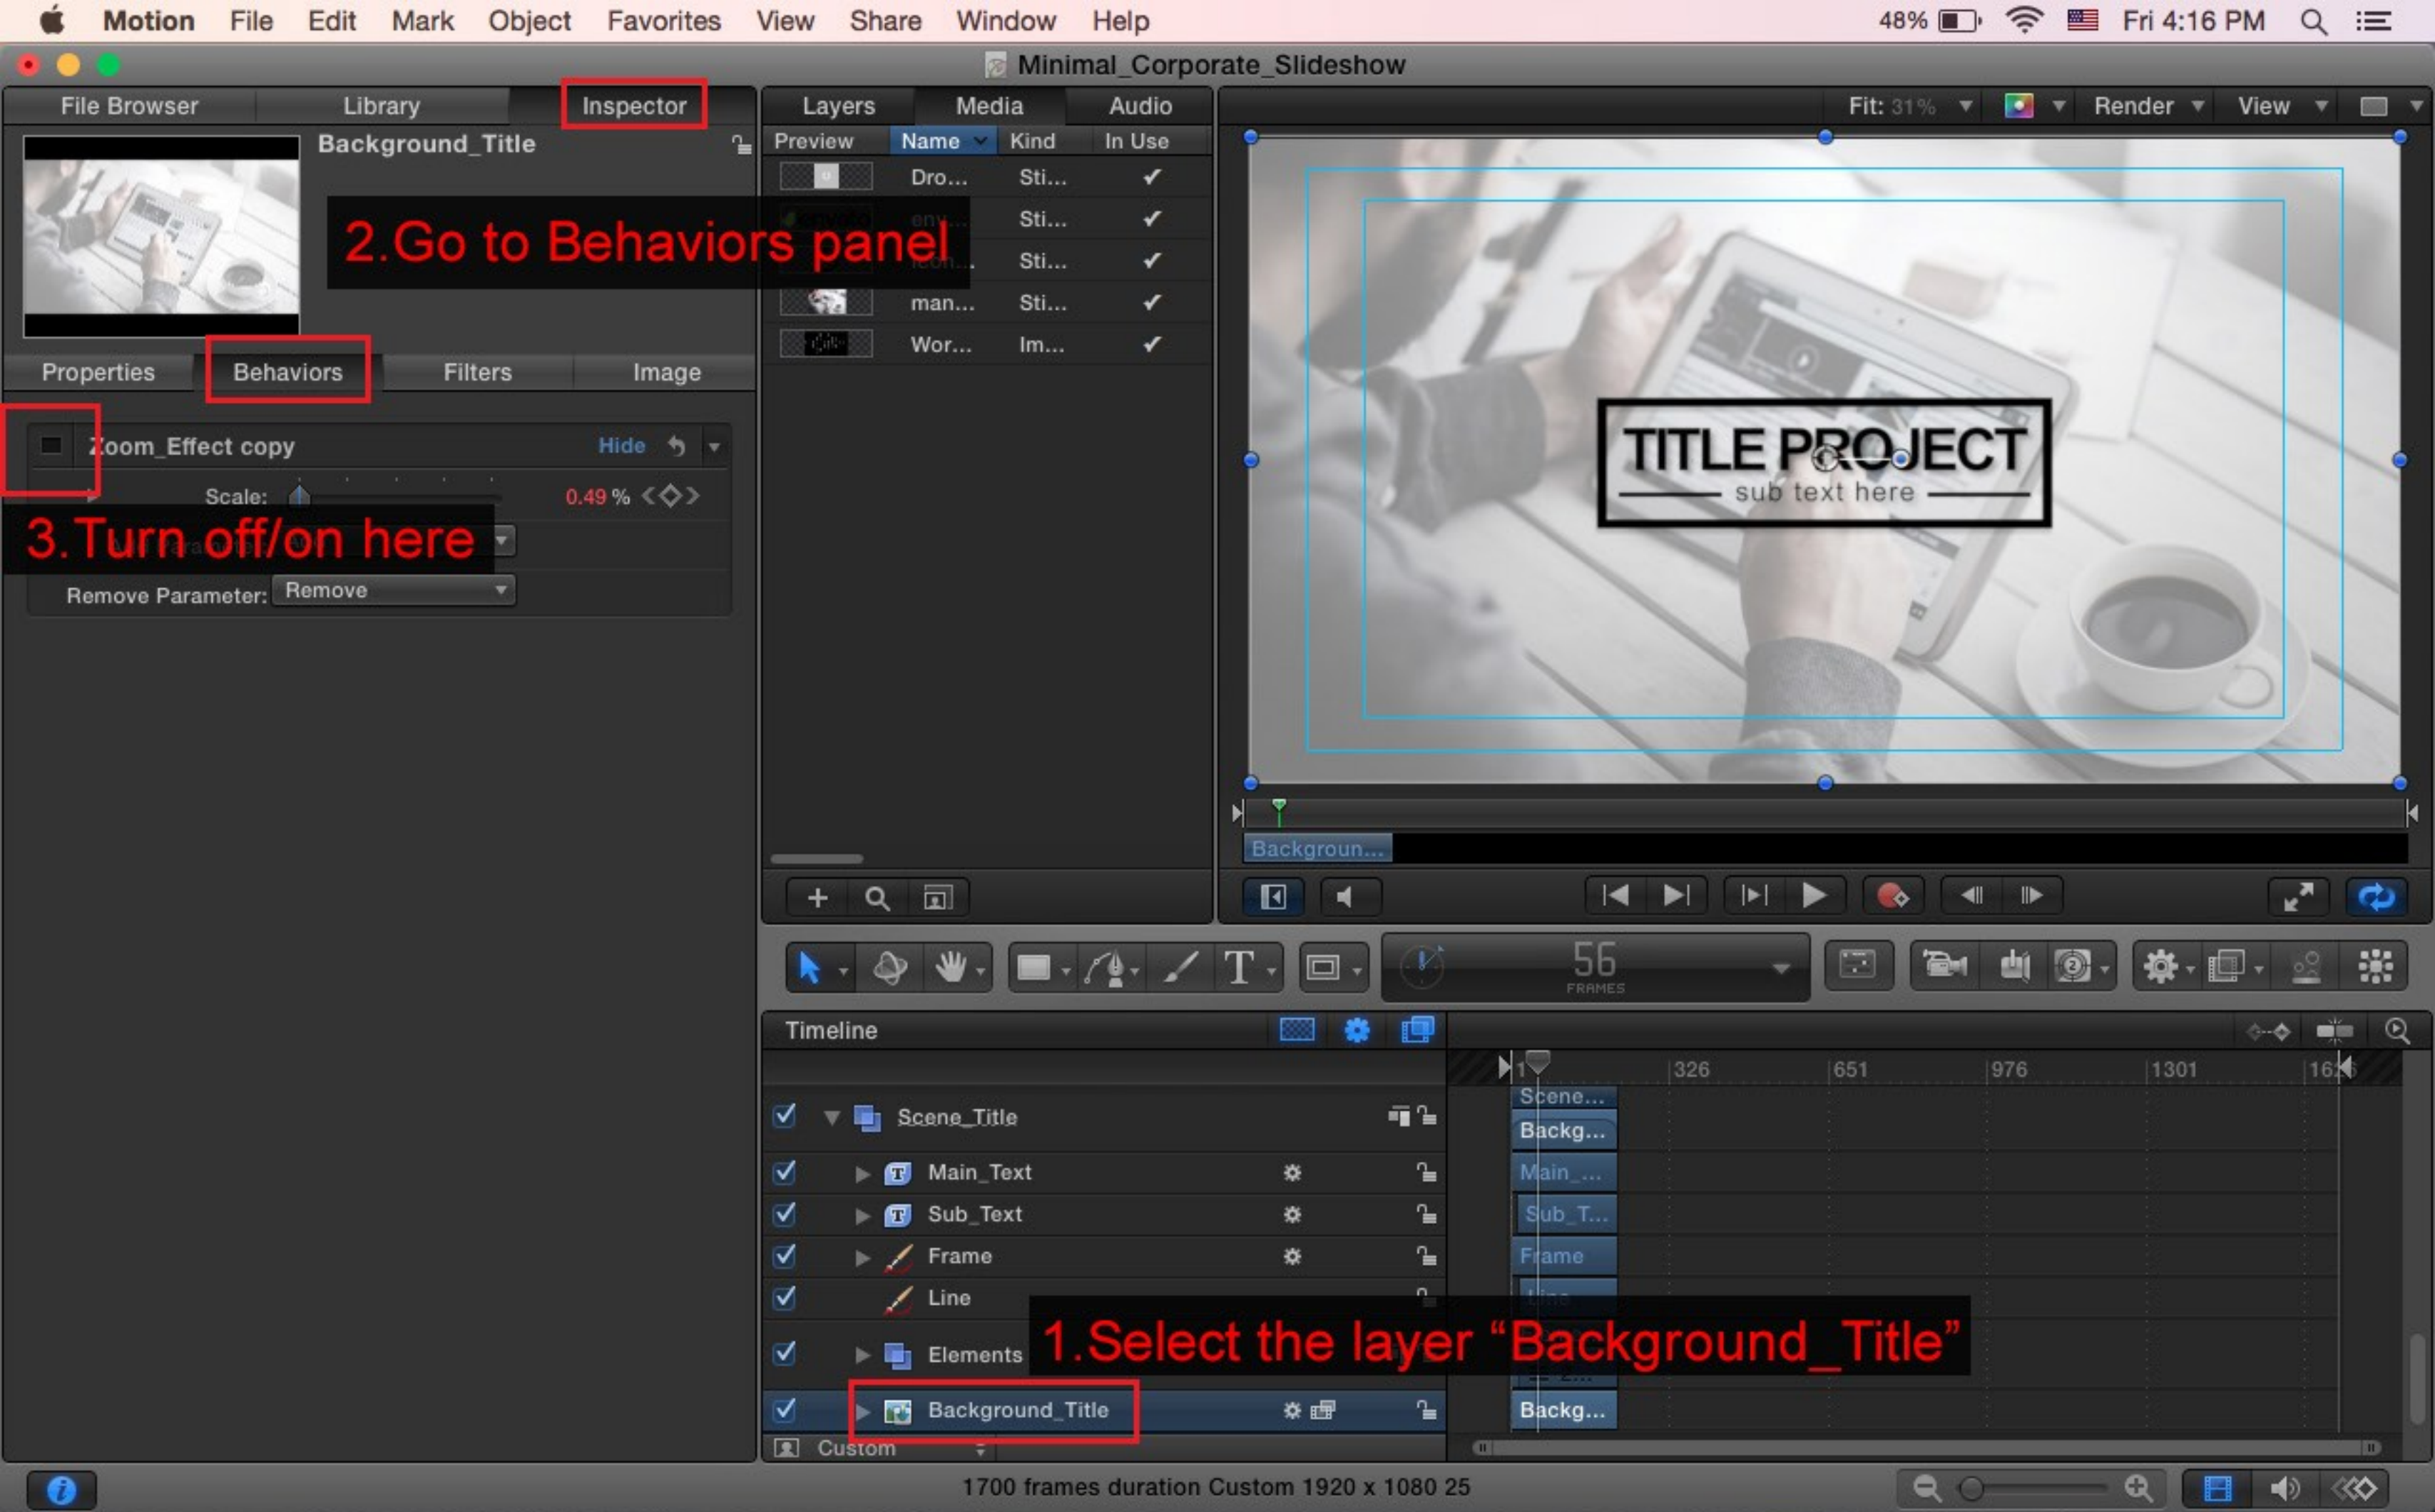 Motion File Edit Mark Object Favorites View Share Window Help 48% Fri 4:16 PM
Minimal_Corporate_Slideshow
File Browser Library Inspector
Background_Title
2.Go to Behaviors panel
Properties Behaviors Filters Image
Zoom_Effect copy Hide
Scale: 0.49 %
3.Turn off/on here
Remove Parameter: Remove
Layers Media Audio
Preview Name Kind In Use
Dro... Sti...
env... Sti...
Sti...
man... Sti...
Wor... Im...
Fit: 31% Render View
TITLE PROJECT
sub text here
Backgroun...
T 56
FRAMES
2
Timeline
1 326 651 976 1301 1626
Scene_Title
Scene...
Backg...
Main_Text Main_...
Sub_Text Sub_T...
Frame Frame
Line Line
Elements
1.Select the layer “Background_Title”
Background_Title Backg...
Custom
1700 frames duration Custom 1920 x 1080 25